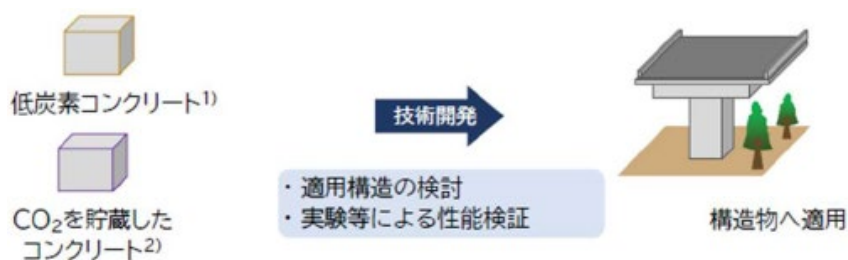 低炭素コンクリート1)
CO₂を貯蔵した
コンクリート2)
技術開発
・適用構造の検討
・実験等による性能検証
構造物へ適用